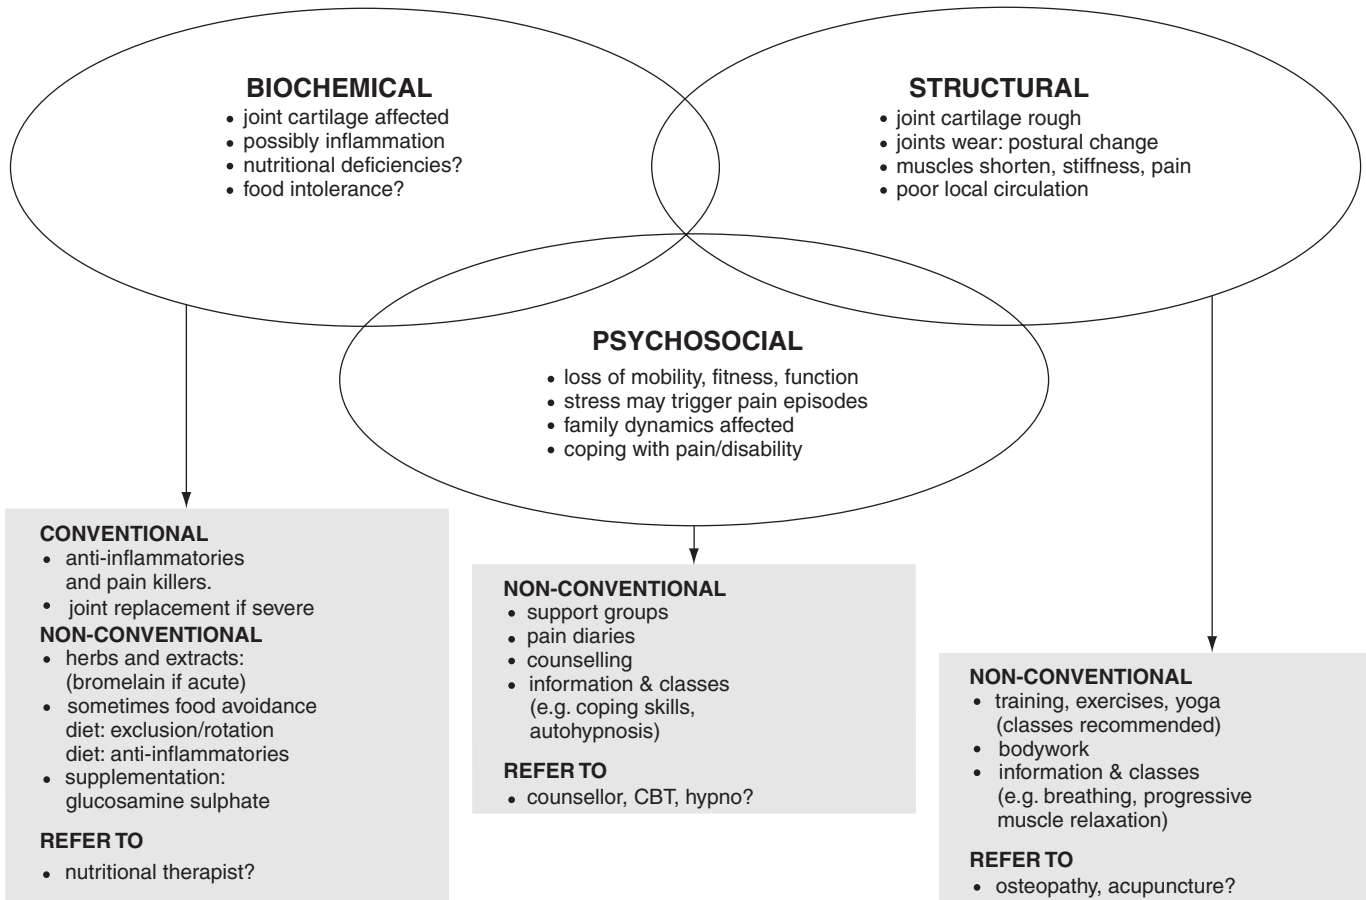 BIOCHEMICAL
• joint cartilage affected
• possibly inflammation
• nutritional deficiencies?
• food intolerance?
STRUCTURAL
• joint cartilage rough
• joints wear: postural change
• muscles shorten, stiffness, pain
• poor local circulation
PSYCHOSOCIAL
• loss of mobility, fitness, function
• stress may trigger pain episodes
• family dynamics affected
• coping with pain/disability
CONVENTIONAL
• anti-inflammatories
and pain killers.
• joint replacement if severe
NON-CONVENTIONAL
• herbs and extracts:
(bromelain if acute)
• sometimes food avoidance
diet: exclusion/rotation
diet: anti-inflammatories
• supplementation:
glucosamine sulphate
REFER TO
• nutritional therapist?
NON-CONVENTIONAL
• support groups
• pain diaries
• counselling
• information & classes
(e.g. coping skills,
autohypnosis)
REFER TO
• counsellor, CBT, hypno?
NON-CONVENTIONAL
• training, exercises, yoga
(classes recommended)
• bodywork
• information & classes
(e.g. breathing, progressive
muscle relaxation)
REFER TO
• osteopathy, acupuncture?